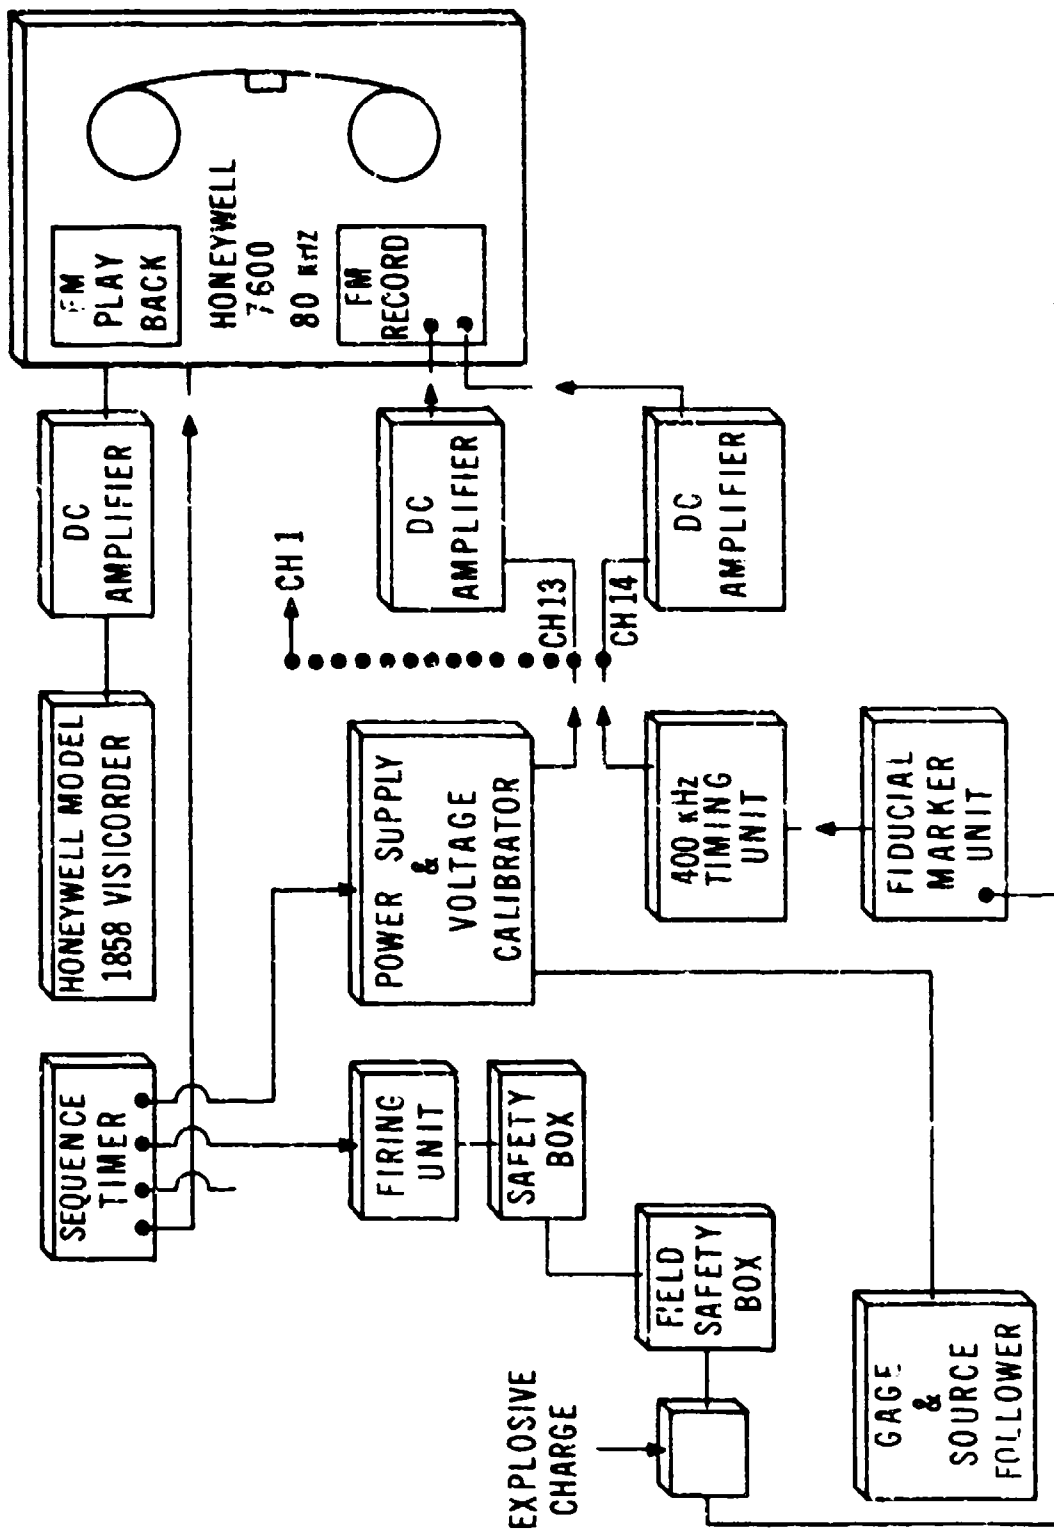 EXPLOSIVE
CHARGE
SEQUENCE
TIMER
HONEYWELL MODEL
1858 VISICORDER
DC
AMPLIFIER
FM
PLAY
BACK
HONEYWELL
7600
80 KHZ
FM
RECORD
FIRING
UNIT
SAFETY
BOX
POWER SUPPLY
&
VOLTAGE
CALIBRATOR
CH 1
CH13
CH14
DC
AMPLIFIER
FIELD
SAFETY
BOX
400 KHz
TIMING
UNIT
DC
AMPLIFIER
GAGE
&
SOURCE
FOLLOWER
FIDUCIAL
MARKER
UNIT